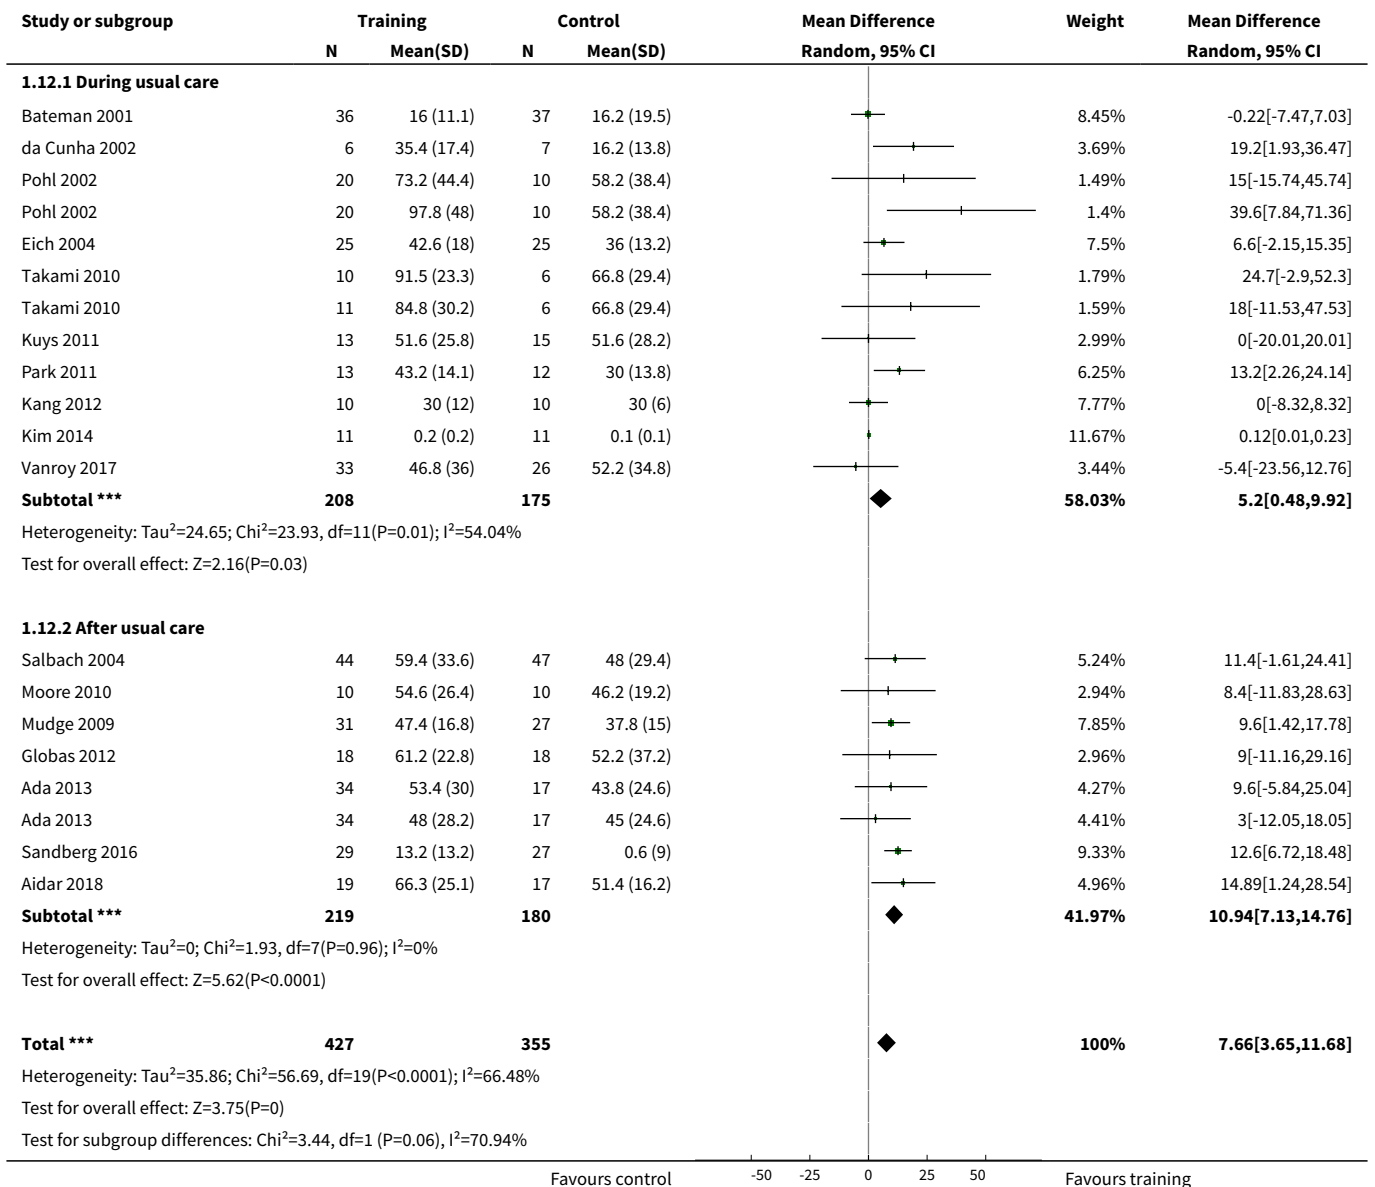 Study or subgroup Training Control Mean Difference Weight Mean Difference
N Mean(SD) N Mean(SD) Random, 95% CI Random, 95% CI
1.12.1 During usual care
Bateman 2001 36 16 (11.1) 37 16.2 (19.5) 8.45% -0.22[-7.47,7.03]
da Cunha 2002 6 35.4 (17.4) 7 16.2 (13.8) 3.69% 19.2[1.93,36.47]
Pohl 2002 20 73.2 (44.4) 10 58.2 (38.4) 1.49% 15[-15.74,45.74]
Pohl 2002 20 97.8 (48) 10 58.2 (38.4) 1.4% 39.6[7.84,71.36]
Eich 2004 25 42.6 (18) 25 36 (13.2) 7.5% 6.6[-2.15,15.35]
Takami 2010 10 91.5 (23.3) 6 66.8 (29.4) 1.79% 24.7[-2.9,52.3]
Takami 2010 11 84.8 (30.2) 6 66.8 (29.4) 1.59% 18[-11.53,47.53]
Kuys 2011 13 51.6 (25.8) 15 51.6 (28.2) 2.99% 0[-20.01,20.01]
Park 2011 13 43.2 (14.1) 12 30 (13.8) 6.25% 13.2[2.26,24.14]
Kang 2012 10 30 (12) 10 30 (6) 7.77% 0[-8.32,8.32]
Kim 2014 11 0.2 (0.2) 11 0.1 (0.1) 11.67% 0.12[0.01,0.23]
Vanroy 2017 33 46.8 (36) 26 52.2 (34.8) 3.44% -5.4[-23.56,12.76]
Subtotal *** 208 175 58.03% 5.2[0.48,9.92]
Heterogeneity: Tau²=24.65; Chi²=23.93, df=11(P=0.01); I²=54.04%
Test for overall effect: Z=2.16(P=0.03)
1.12.2 After usual care
Salbach 2004 44 59.4 (33.6) 47 48 (29.4) 5.24% 11.4[-1.61,24.41]
Moore 2010 10 54.6 (26.4) 10 46.2 (19.2) 2.94% 8.4[-11.83,28.63]
Mudge 2009 31 47.4 (16.8) 27 37.8 (15) 7.85% 9.6[1.42,17.78]
Globas 2012 18 61.2 (22.8) 18 52.2 (37.2) 2.96% 9[-11.16,29.16]
Ada 2013 34 53.4 (30) 17 43.8 (24.6) 4.27% 9.6[-5.84,25.04]
Ada 2013 34 48 (28.2) 17 45 (24.6) 4.41% 3[-12.05,18.05]
Sandberg 2016 29 13.2 (13.2) 27 0.6 (9) 9.33% 12.6[6.72,18.48]
Aidar 2018 19 66.3 (25.1) 17 51.4 (16.2) 4.96% 14.89[1.24,28.54]
Subtotal *** 219 180 41.97% 10.94[7.13,14.76]
Heterogeneity: Tau²=0; Chi²=1.93, df=7(P=0.96); I²=0%
Test for overall effect: Z=5.62(P<0.0001)
Total *** 427 355 100% 7.66[3.65,11.68]
Heterogeneity: Tau²=35.86; Chi²=56.69, df=19(P<0.0001); I²=66.48%
Test for overall effect: Z=3.75(P=0)
Test for subgroup differences: Chi²=3.44, df=1 (P=0.06), I²=70.94%
Favours control -50 -25 0 25 50 Favours training